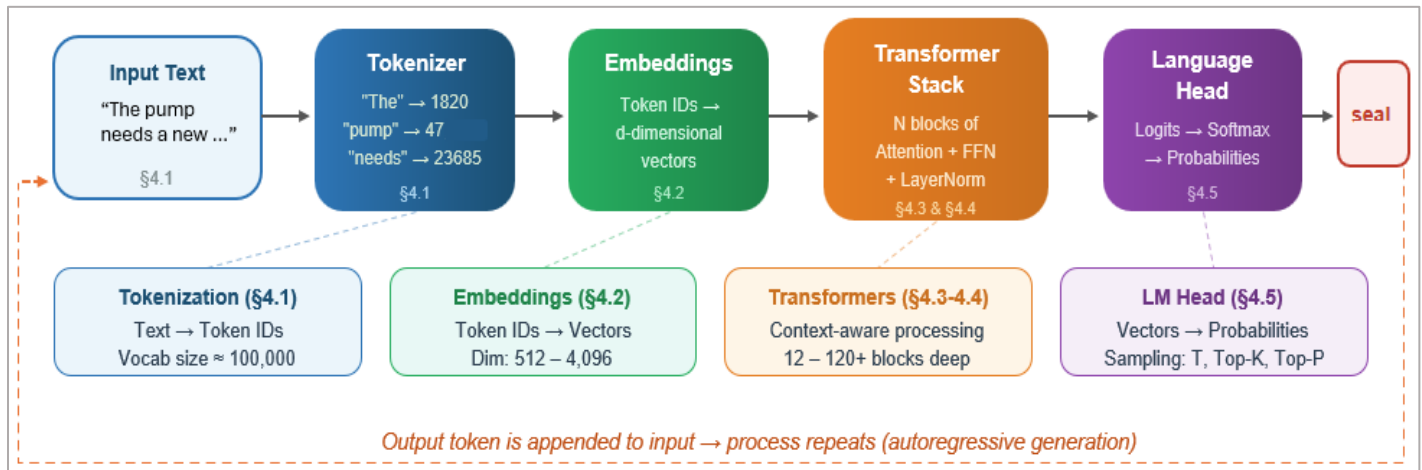 Input Text
“The pump
needs a new ...”
§4.1
Tokenizer
"The" → 1820
"pump" → 47
"needs" → 23685
§4.1
Embeddings
Token IDs →
d-dimensional
vectors
§4.2
Transformer
Stack
N blocks of
Attention + FFN
+ LayerNorm
§4.3 & §4.4
Language
Head
Logits → Softmax
→ Probabilities
§4.5
seal
Tokenization (§4.1)
Text → Token IDs
Vocab size ≈ 100,000
Embeddings (§4.2)
Token IDs → Vectors
Dim: 512 – 4,096
Transformers (§4.3-4.4)
Context-aware processing
12 – 120+ blocks deep
LM Head (§4.5)
Vectors → Probabilities
Sampling: T, Top-K, Top-P
Output token is appended to input → process repeats (autoregressive generation)